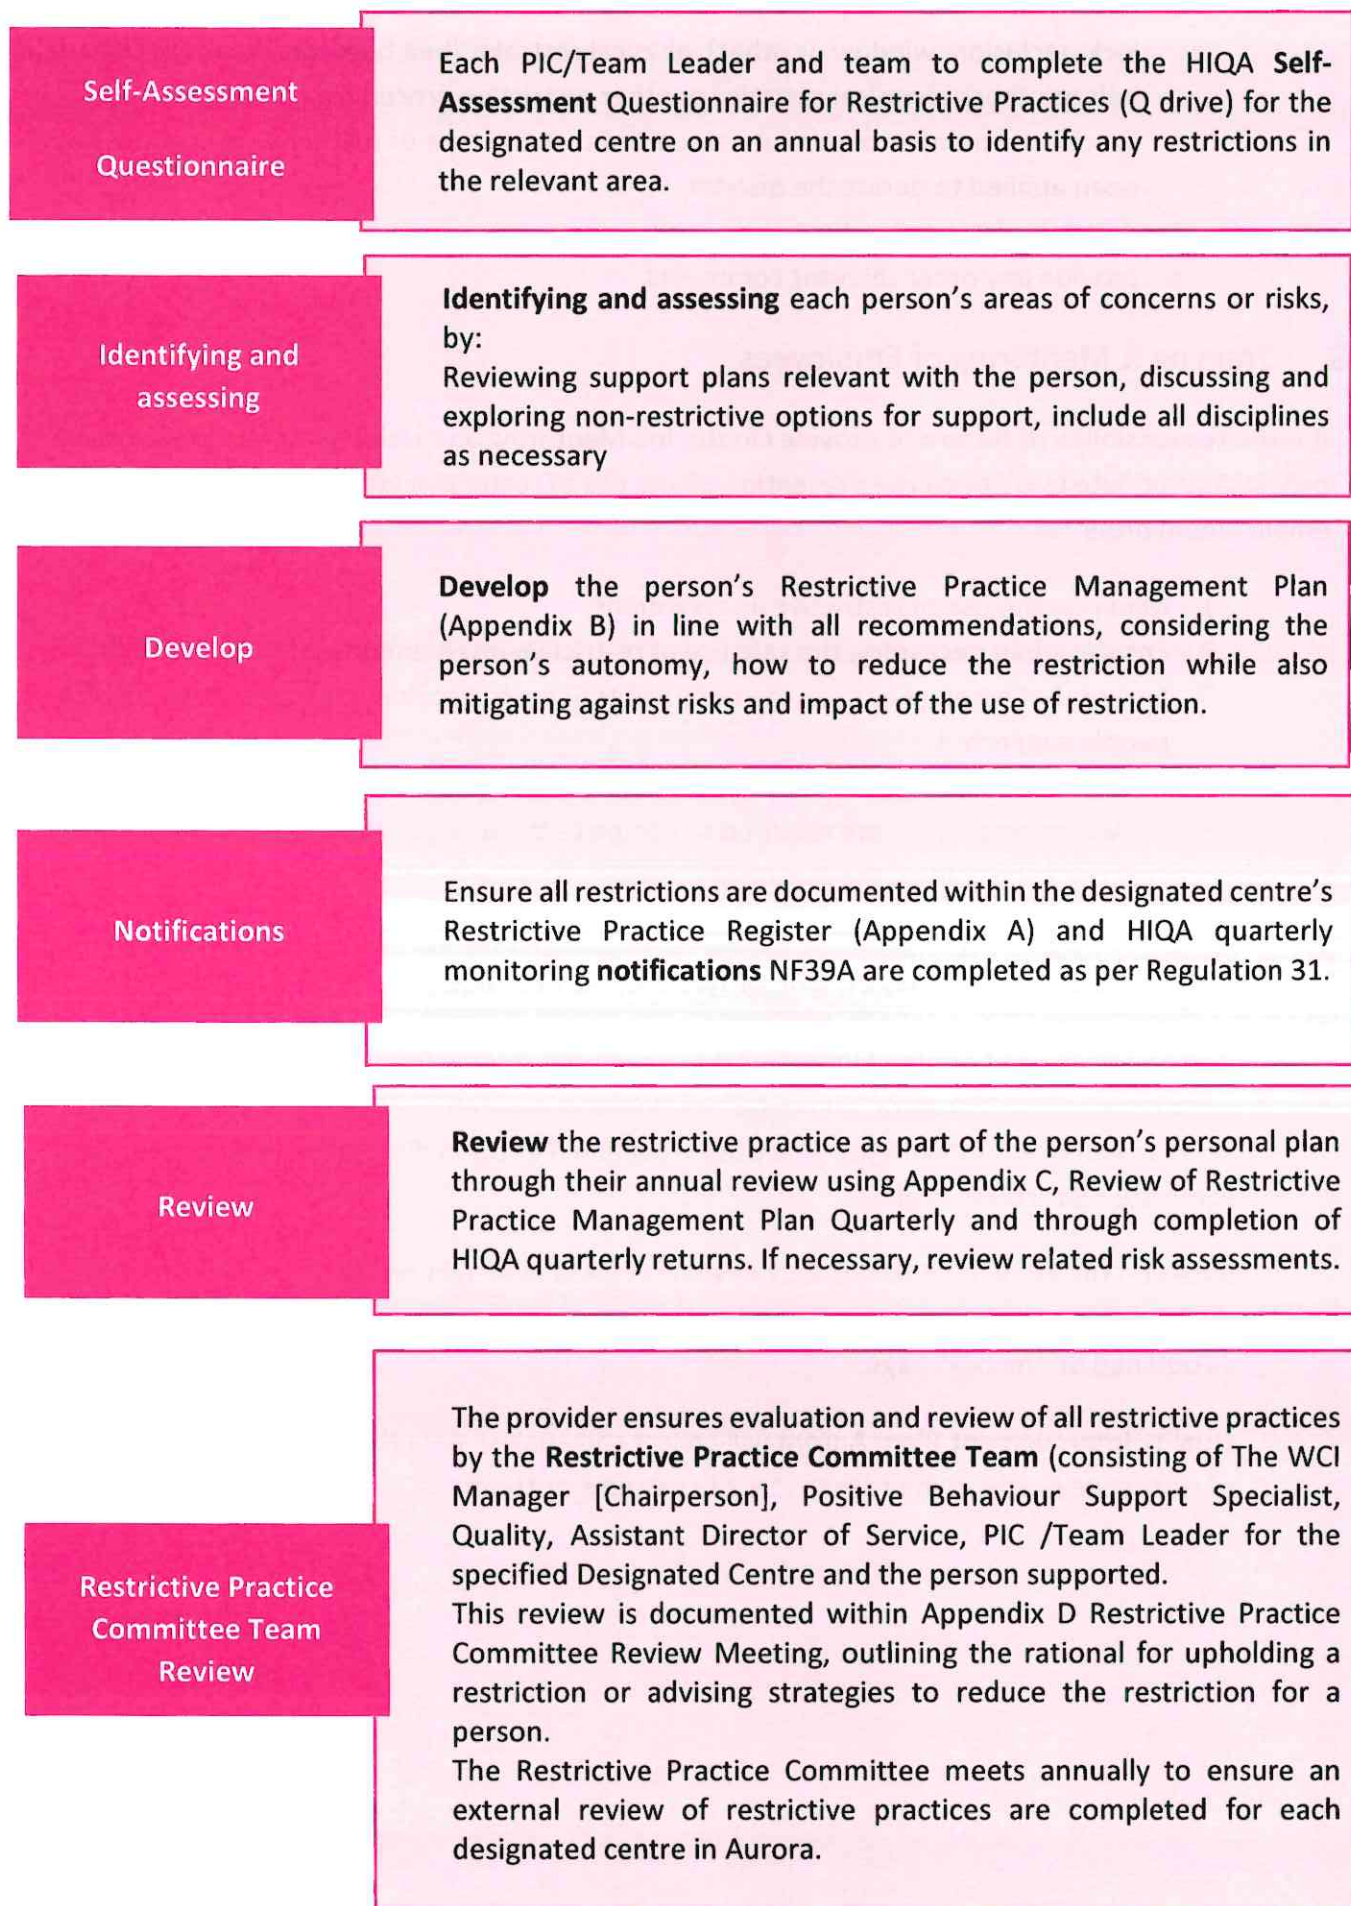 Self-Assessment
Questionnaire
Each PIC/Team Leader and team to complete the HIQA Self-
Assessment Questionnaire for Restrictive Practices (Q drive) for the
designated centre on an annual basis to identify any restrictions in
the relevant area.
Identifying and
assessing
Identifying and assessing each person's areas of concerns or risks,
by:
Reviewing support plans relevant with the person, discussing and
exploring non-restrictive options for support, include all disciplines
as necessary
Develop
Develop the person's Restrictive Practice Management Plan
(Appendix B) in line with all recommendations, considering the
person's autonomy, how to reduce the restriction while also
mitigating against risks and impact of the use of restriction.
Notifications
Ensure all restrictions are documented within the designated centre's
Restrictive Practice Register (Appendix A) and HIQA quarterly
monitoring notifications NF39A are completed as per Regulation 31.
Review
Review the restrictive practice as part of the person's personal plan
through their annual review using Appendix C, Review of Restrictive
Practice Management Plan Quarterly and through completion of
HIQA quarterly returns. If necessary, review related risk assessments.
Restrictive Practice
Committee Team
Review
The provider ensures evaluation and review of all restrictive practices
by the Restrictive Practice Committee Team (consisting of The WCI
Manager [Chairperson], Positive Behaviour Support Specialist,
Quality, Assistant Director of Service, PIC /Team Leader for the
specified Designated Centre and the person supported.
This review is documented within Appendix D Restrictive Practice
Committee Review Meeting, outlining the rational for upholding a
restriction or advising strategies to reduce the restriction for a
person.
The Restrictive Practice Committee meets annually to ensure an
external review of restrictive practices are completed for each
designated centre in Aurora.